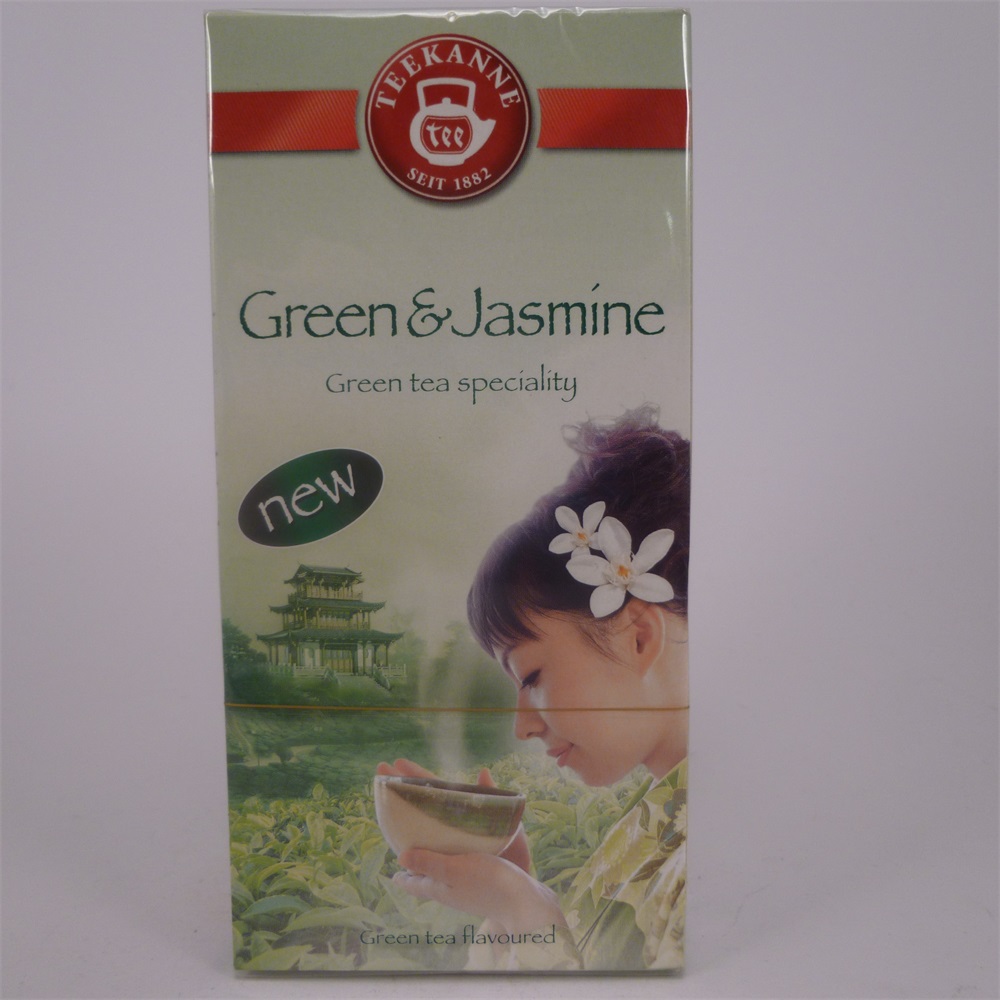 TEEKANNE
tee
SEIT 1882
Green & Jasmine
Green tea speciality
new
Green tea flavoured